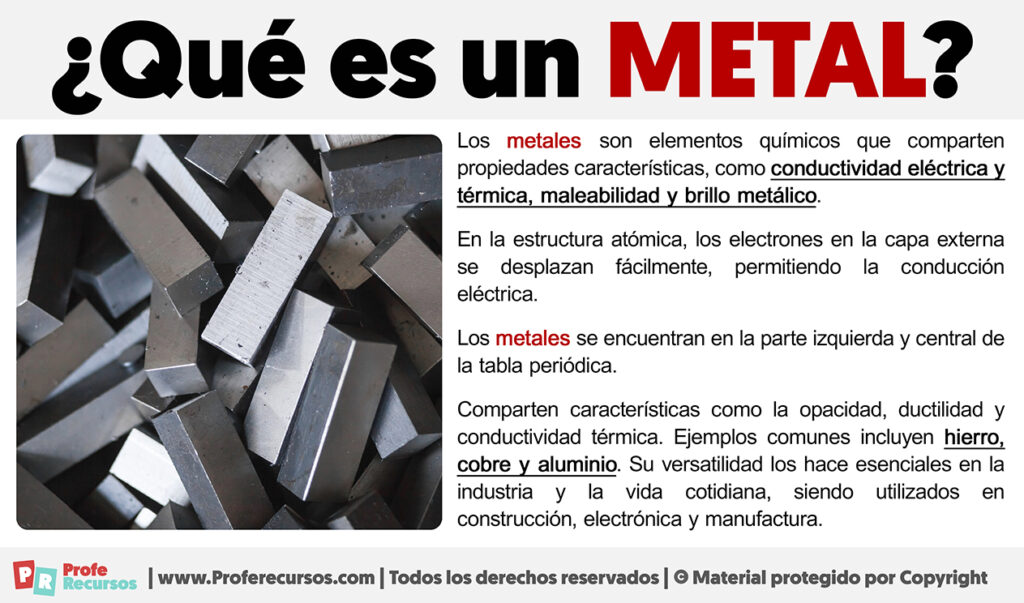 ¿Qué es un METAL?
Los metales son elementos químicos que comparten
propiedades características, como conductividad eléctrica y
térmica, maleabilidad y brillo metálico.
En la estructura atómica, los electrones en la capa externa
se desplazan fácilmente, permitiendo la conducción
eléctrica.
Los metales se encuentran en la parte izquierda y central de
la tabla periódica.
Comparten características como la opacidad, ductilidad y
conductividad térmica. Ejemplos comunes incluyen hierro,
cobre y aluminio. Su versatilidad los hace esenciales en la
industria y la vida cotidiana, siendo utilizados en
construcción, electrónica y manufactura.
PR Profe
Recursos
| www.Proferecursos.com | Todos los derechos reservados | © Material protegido por Copyright